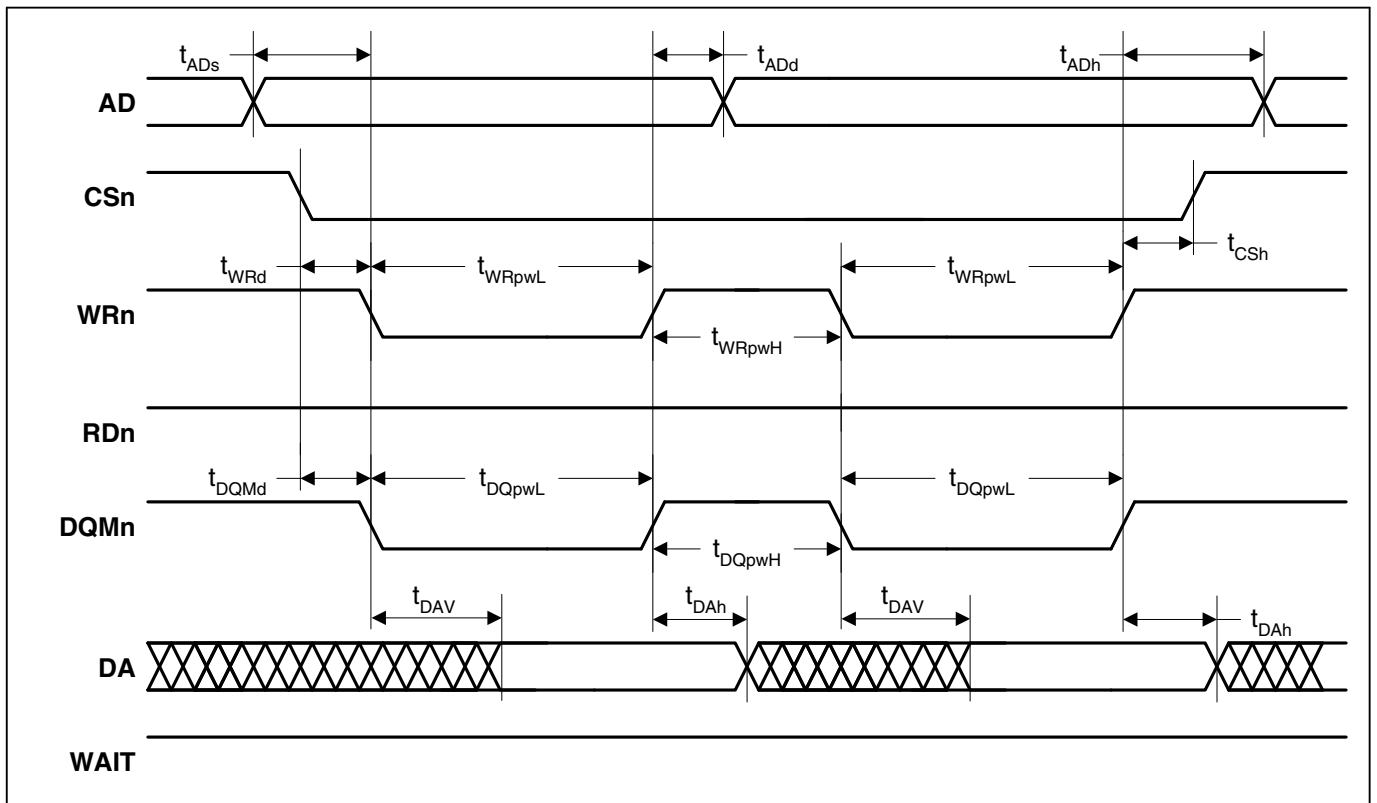 tADs
tADd
tADh
AD
CSn
tCSh
tWRd
tWRpwL
tWRpwL
WRn
tWRpwH
RDn
tDQMd
tDQpwL
tDQpwL
DQMn
tDQpwH
tDAV
tDAh
tDAV
tDAh
DA
WAIT